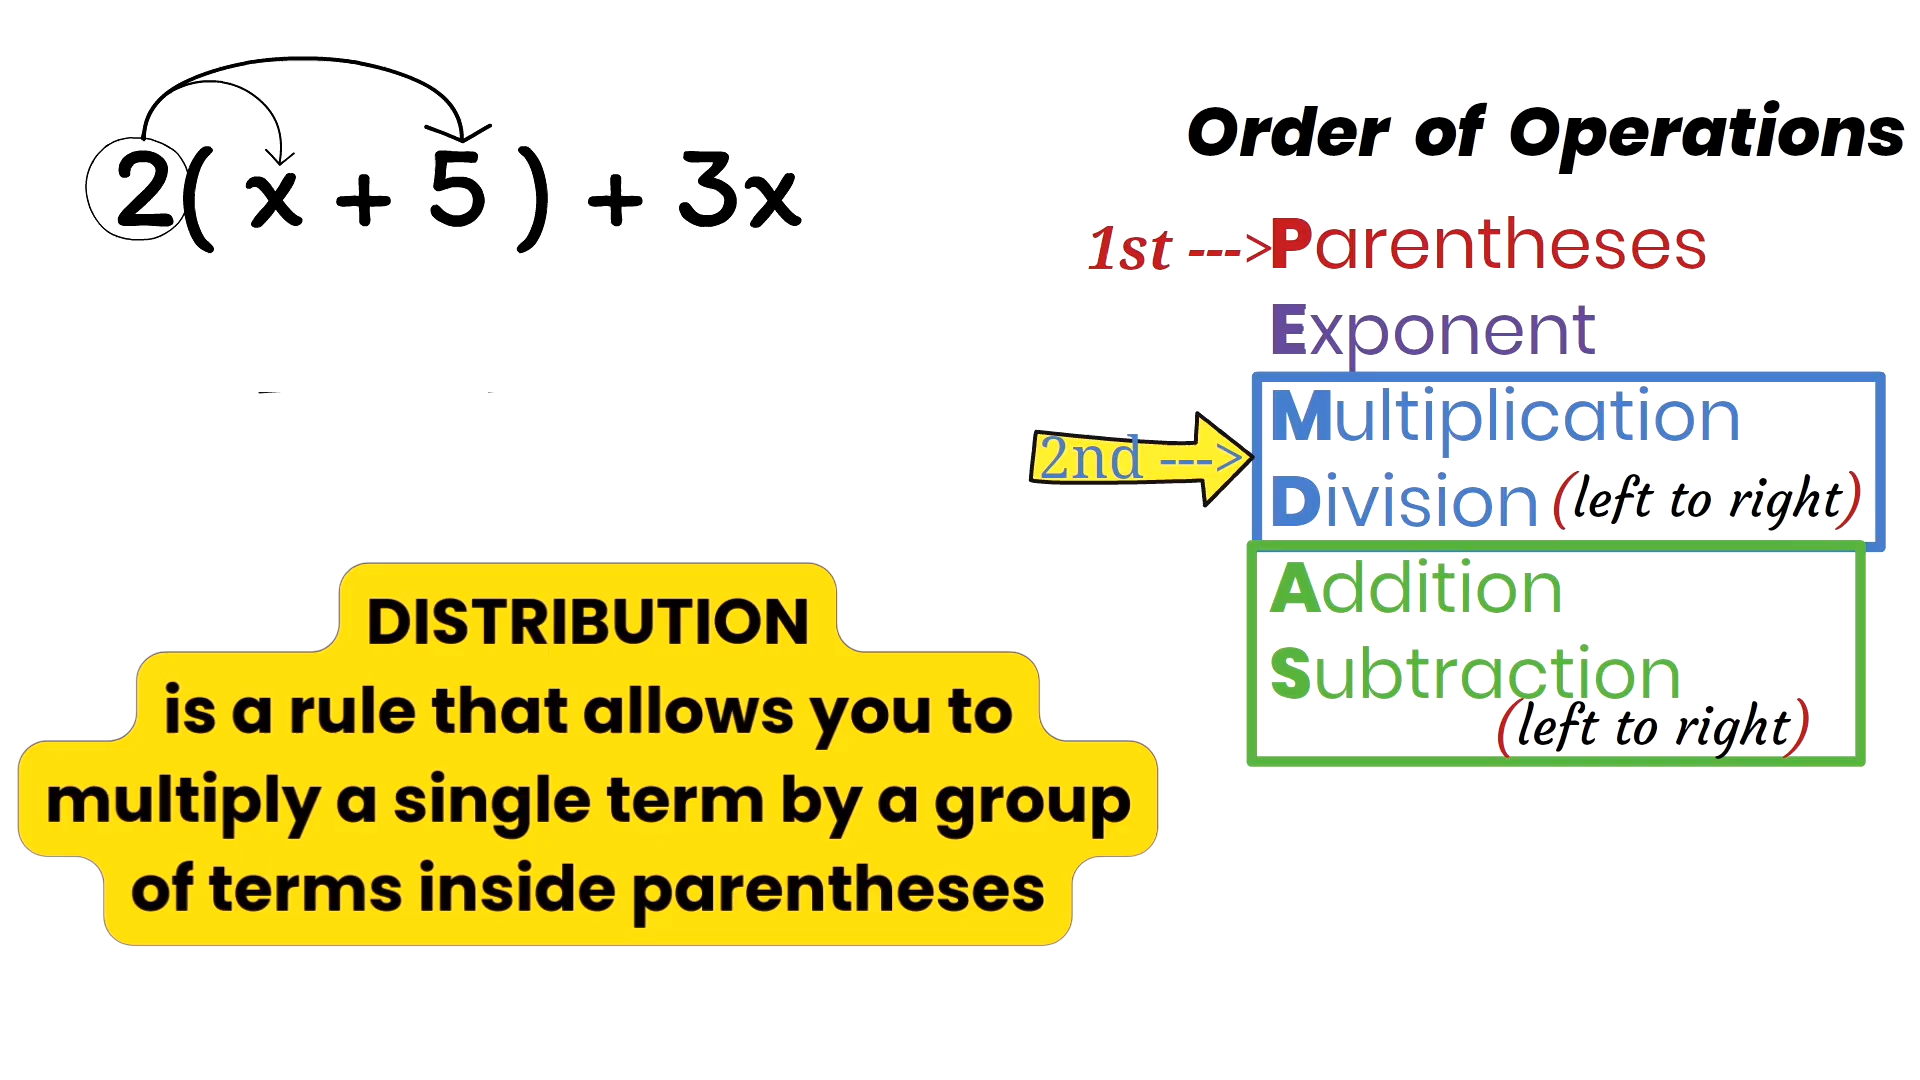 2( x + 5 ) + 3x
Order of Operations
1st --->Parentheses
Exponent
2nd ---> Multiplication
Division (left to right)
Addition
Subtraction
(left to right)
DISTRIBUTION
is a rule that allows you to
multiply a single term by a group
of terms inside parentheses